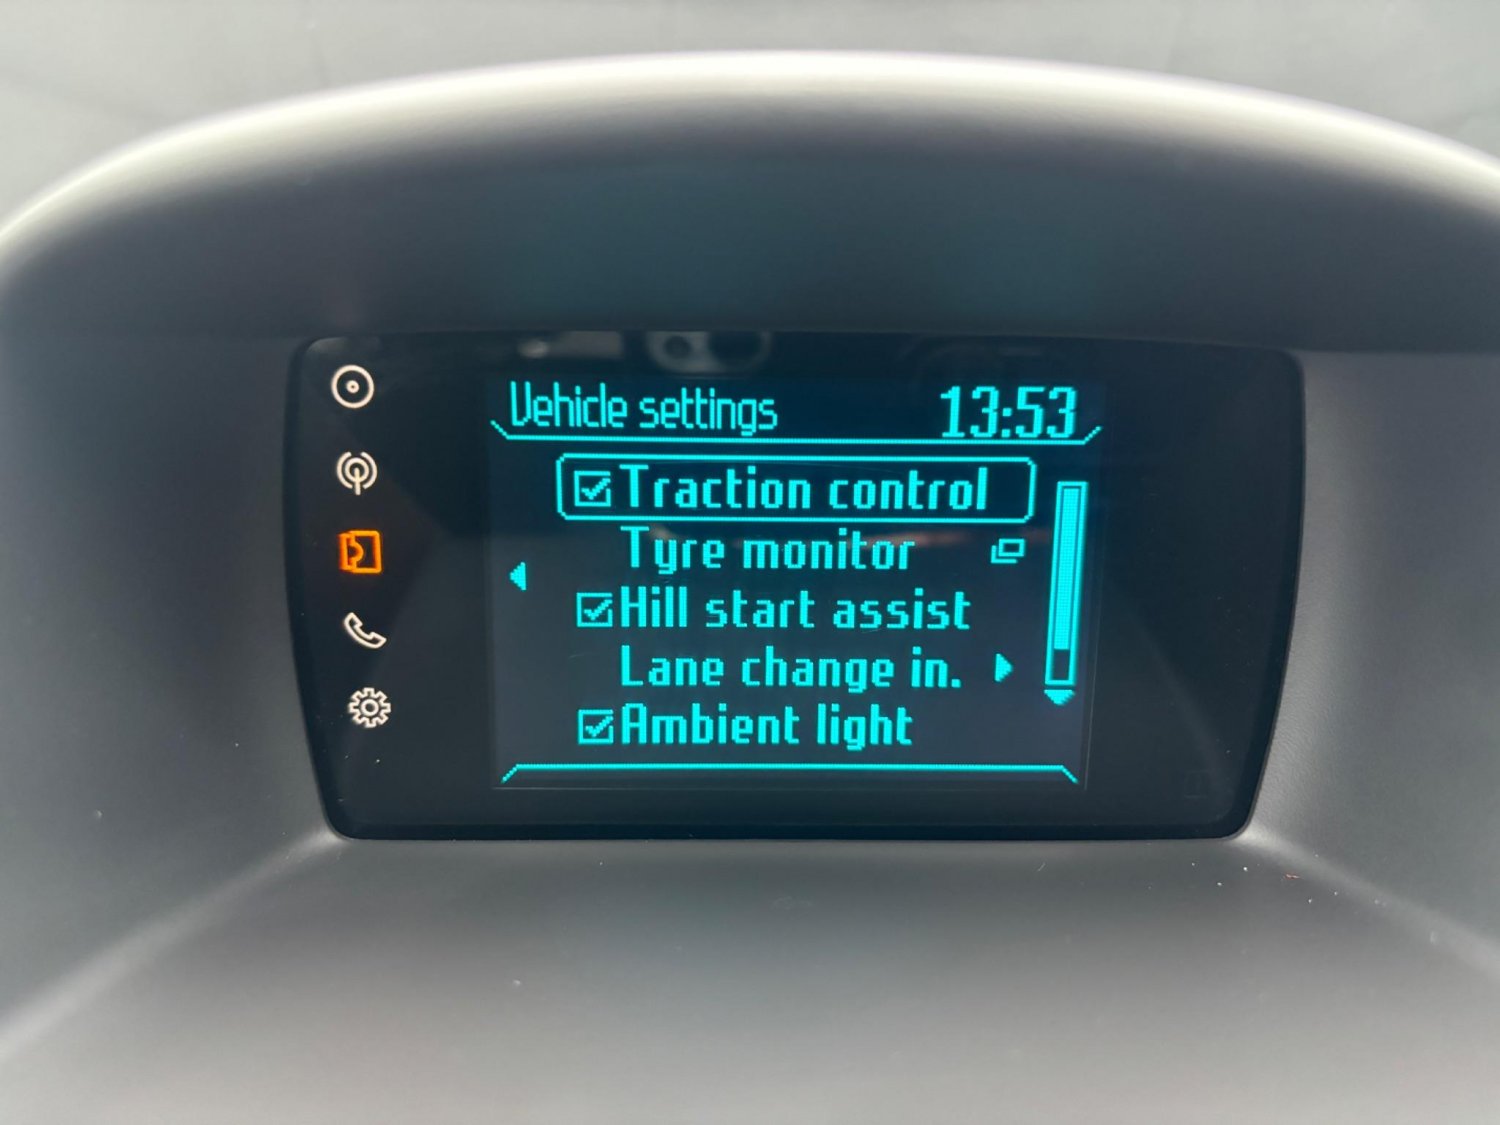 Vehicle settings 13:53
Traction control
Tyre monitor
Hill start assist
Lane change in.
Ambient light